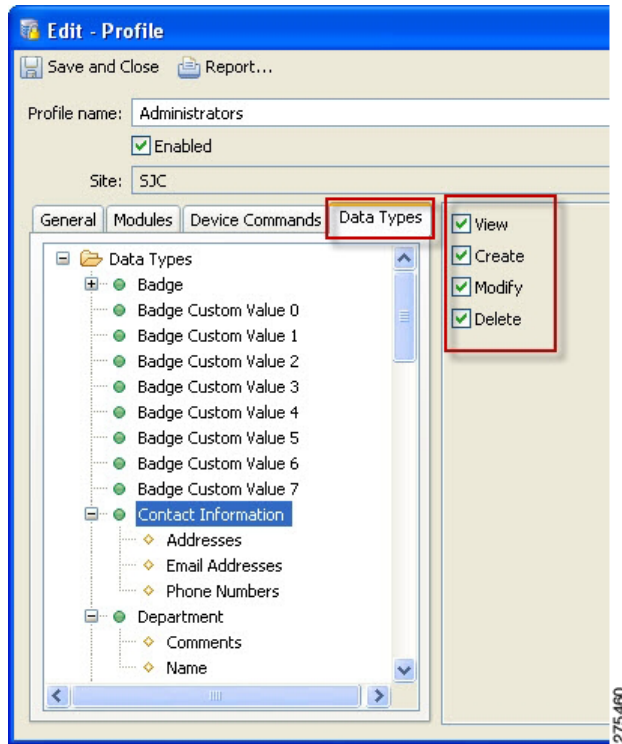 Edit - Profile
Save and Close Report...
Profile name: Administrators
Enabled
Site: SJC
General Modules Device Commands Data Types
View
Create
Modify
Delete
Data Types
Badge
Badge Custom Value 0
Badge Custom Value 1
Badge Custom Value 2
Badge Custom Value 3
Badge Custom Value 4
Badge Custom Value 5
Badge Custom Value 6
Badge Custom Value 7
Contact Information
Addresses
Email Addresses
Phone Numbers
Department
Comments
Name
275460